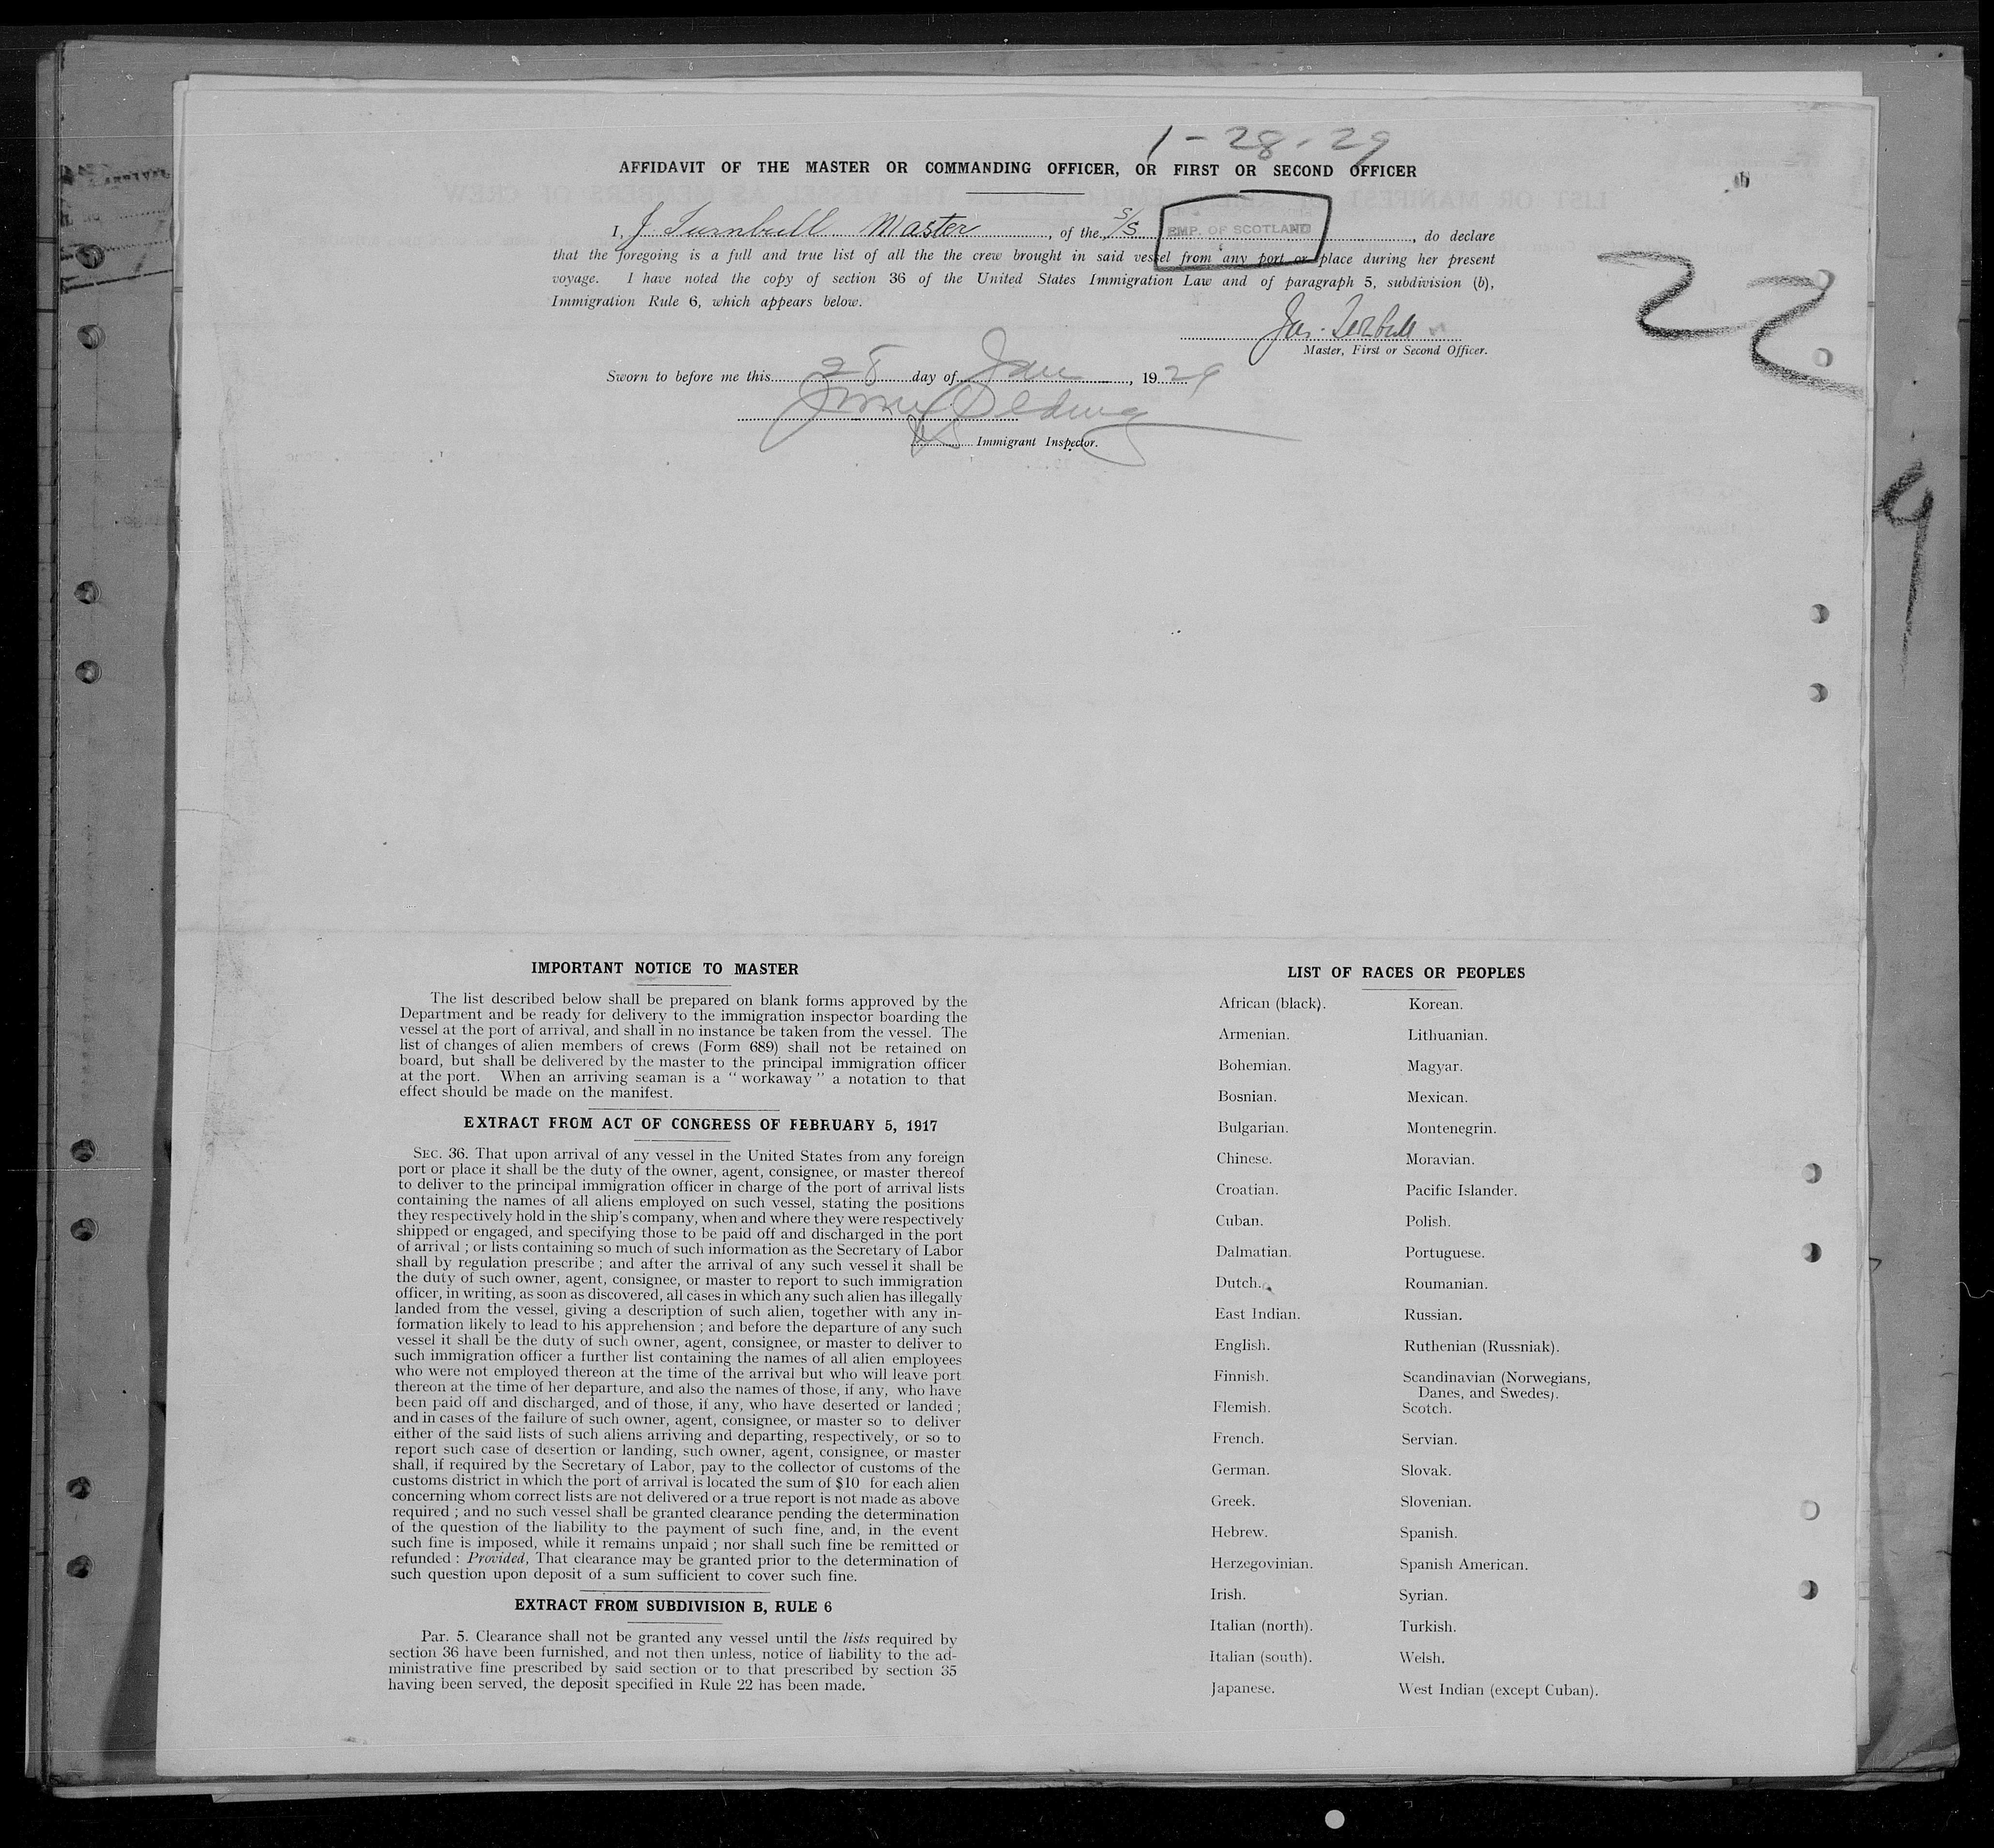 1-28-29
AFFIDAVIT OF THE MASTER OR COMMANDING OFFICER, OR FIRST OR SECOND OFFICER
I, J Turnbull Master, of the S/S EMP. OF SCOTLAND, do declare
that the foregoing is a full and true list of all the the crew brought in said vessel from any port or place during her present
voyage. I have noted the copy of section 36 of the United States Immigration Law and of paragraph 5, subdivision (b),
Immigration Rule 6, which appears below.
22
Master, First or Second Officer.
Sworn to before me this 28 day of Jan, 1929
Immigrant Inspector.
9
IMPORTANT NOTICE TO MASTER
The list described below shall be prepared on blank forms approved by the
Department and be ready for delivery to the immigration inspector boarding the
vessel at the port of arrival, and shall in no instance be taken from the vessel. The
list of changes of alien members of crews (Form 689) shall not be retained on
board, but shall be delivered by the master to the principal immigration officer
at the port. When an arriving seaman is a "workaway" a notation to that
effect should be made on the manifest.
EXTRACT FROM ACT OF CONGRESS OF FEBRUARY 5, 1917
SEC. 36. That upon arrival of any vessel in the United States from any foreign
port or place it shall be the duty of the owner, agent, consignee, or master thereof
to deliver to the principal immigration officer in charge of the port of arrival lists
containing the names of all aliens employed on such vessel, stating the positions
they respectively hold in the ship's company, when and where they were respectively
shipped or engaged, and specifying those to be paid off and discharged in the port
of arrival ; or lists containing so much of such information as the Secretary of Labor
shall by regulation prescribe ; and after the arrival of any such vessel it shall be
the duty of such owner, agent, consignee, or master to report to such immigration
officer, in writing, as soon as discovered, all cases in which any such alien has illegally
landed from the vessel, giving a description of such alien, together with any in-
formation likely to lead to his apprehension ; and before the departure of any such
vessel it shall be the duty of such owner, agent, consignee, or master to deliver to
such immigration officer a further list containing the names of all alien employees
who were not employed thereon at the time of the arrival but who will leave port
thereon at the time of her departure, and also the names of those, if any, who have
been paid off and discharged, and of those, if any, who have deserted or landed ;
and in cases of the failure of such owner, agent, consignee, or master so to deliver
either of the said lists of such aliens arriving and departing, respectively, or so to
report such case of desertion or landing, such owner, agent, consignee, or master
shall, if required by the Secretary of Labor, pay to the collector of customs of the
customs district in which the port of arrival is located the sum of $10 for each alien
concerning whom correct lists are not delivered or a true report is not made as above
required ; and no such vessel shall be granted clearance pending the determination
of the question of the liability to the payment of such fine, and, in the event
such fine is imposed, while it remains unpaid ; nor shall such fine be remitted or
refunded : Provided, That clearance may be granted prior to the determination of
such question upon deposit of a sum sufficient to cover such fine.
EXTRACT FROM SUBDIVISION B, RULE 6
Par. 5. Clearance shall not be granted any vessel until the lists required by
section 36 have been furnished, and not then unless, notice of liability to the ad-
ministrative fine prescribed by said section or to that prescribed by section 35
having been served, the deposit specified in Rule 22 has been made.
LIST OF RACES OR PEOPLES
African (black).
Armenian.
Bohemian.
Bosnian.
Bulgarian.
Chinese.
Croatian.
Cuban.
Dalmatian.
Dutch.
East Indian.
English.
Finnish.
Flemish.
French.
German.
Greek.
Hebrew.
Herzegovinian.
Irish.
Italian (north).
Italian (south).
Japanese.
Korean.
Lithuanian.
Magyar.
Mexican.
Montenegrin.
Moravian.
Pacific Islander.
Polish.
Portuguese.
Roumanian.
Russian.
Ruthenian (Russniak).
Scandinavian (Norwegians,
Danes, and Swedes).
Scotch.
Servian.
Slovak.
Slovenian.
Spanish.
Spanish American.
Syrian.
Turkish.
Welsh.
West Indian (except Cuban).